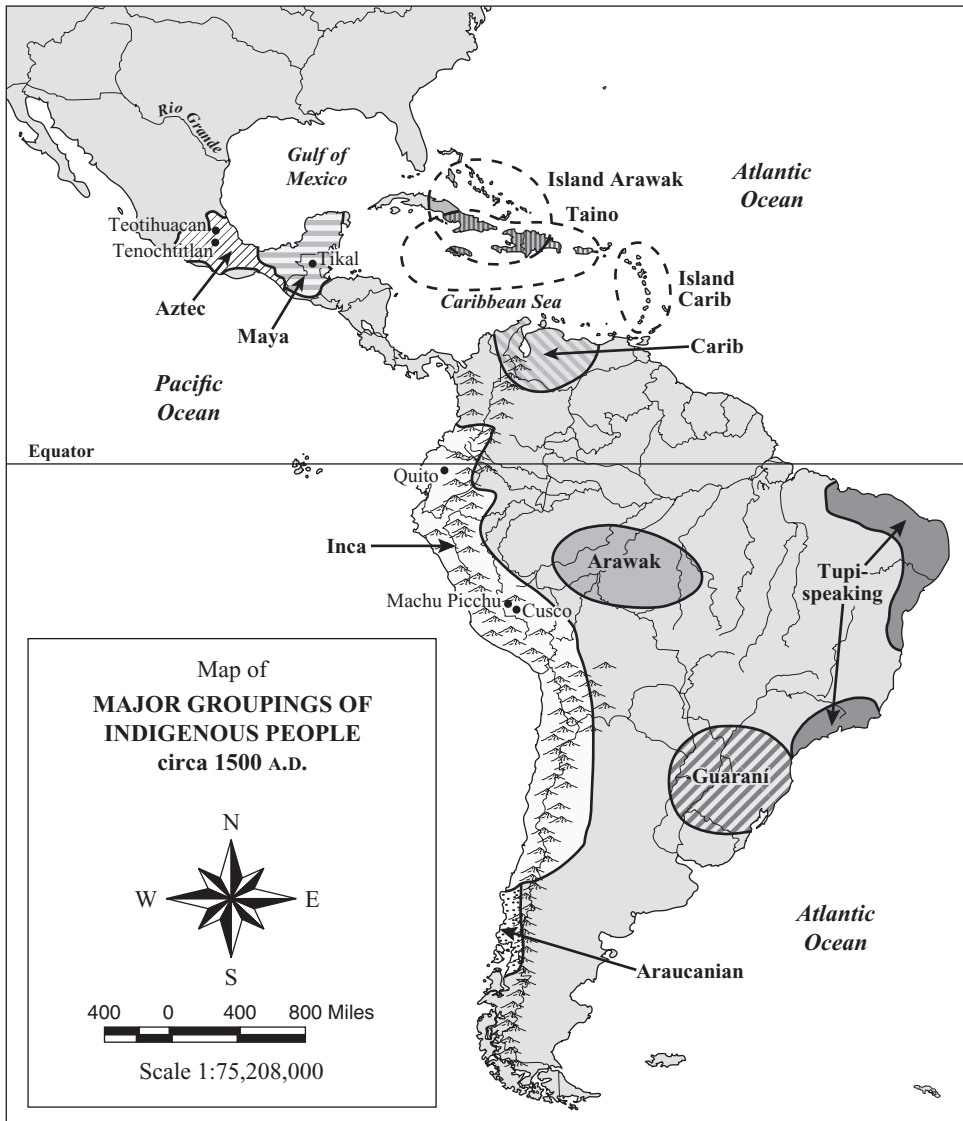 Rio Grande
Gulf of
Mexico
Atlantic
Ocean
Island Arawak
Taino
Teotihuacan
Tenochtitlan
Tikal
Aztec
Maya
Caribbean Sea
Island
Carib
Carib
Pacific
Ocean
Equator
Quito
Inca
Arawak
Tupi-
speaking
Machu Picchu
Cusco
Guaraní
Atlantic
Ocean
Araucanian
Map of
MAJOR GROUPINGS OF
INDIGENOUS PEOPLE
circa 1500 A.D.
N
W
E
S
400 0 400 800 Miles
Scale 1:75,208,000